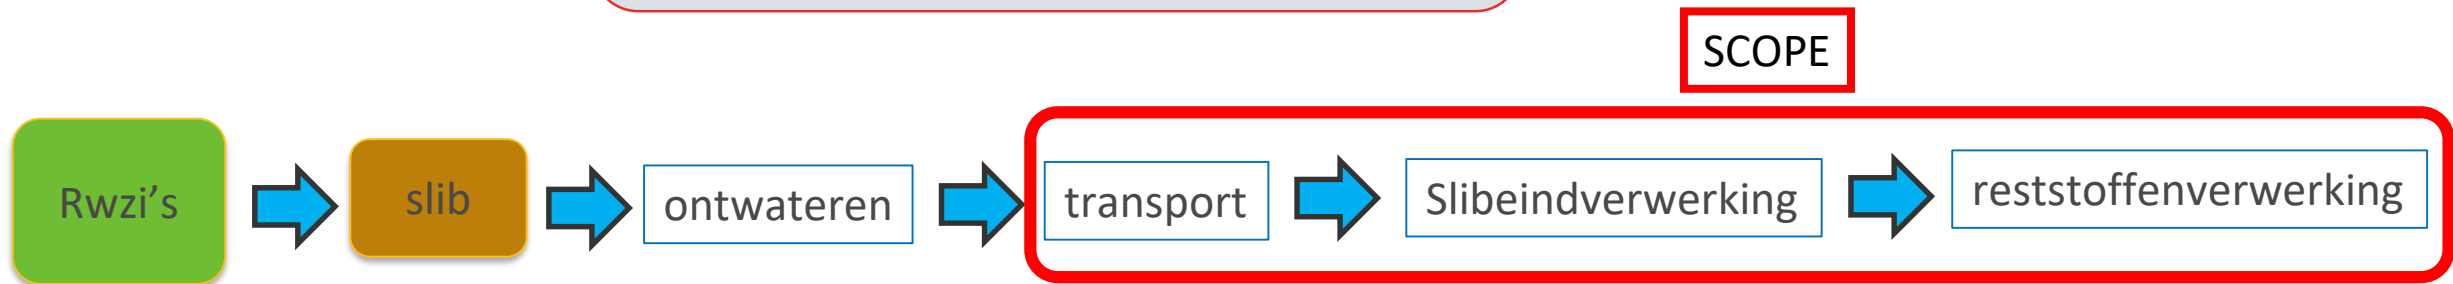 SCOPE
Rwzi’s
slib
ontwateren
transport
Slibeindverwerking
reststoffenverwerking